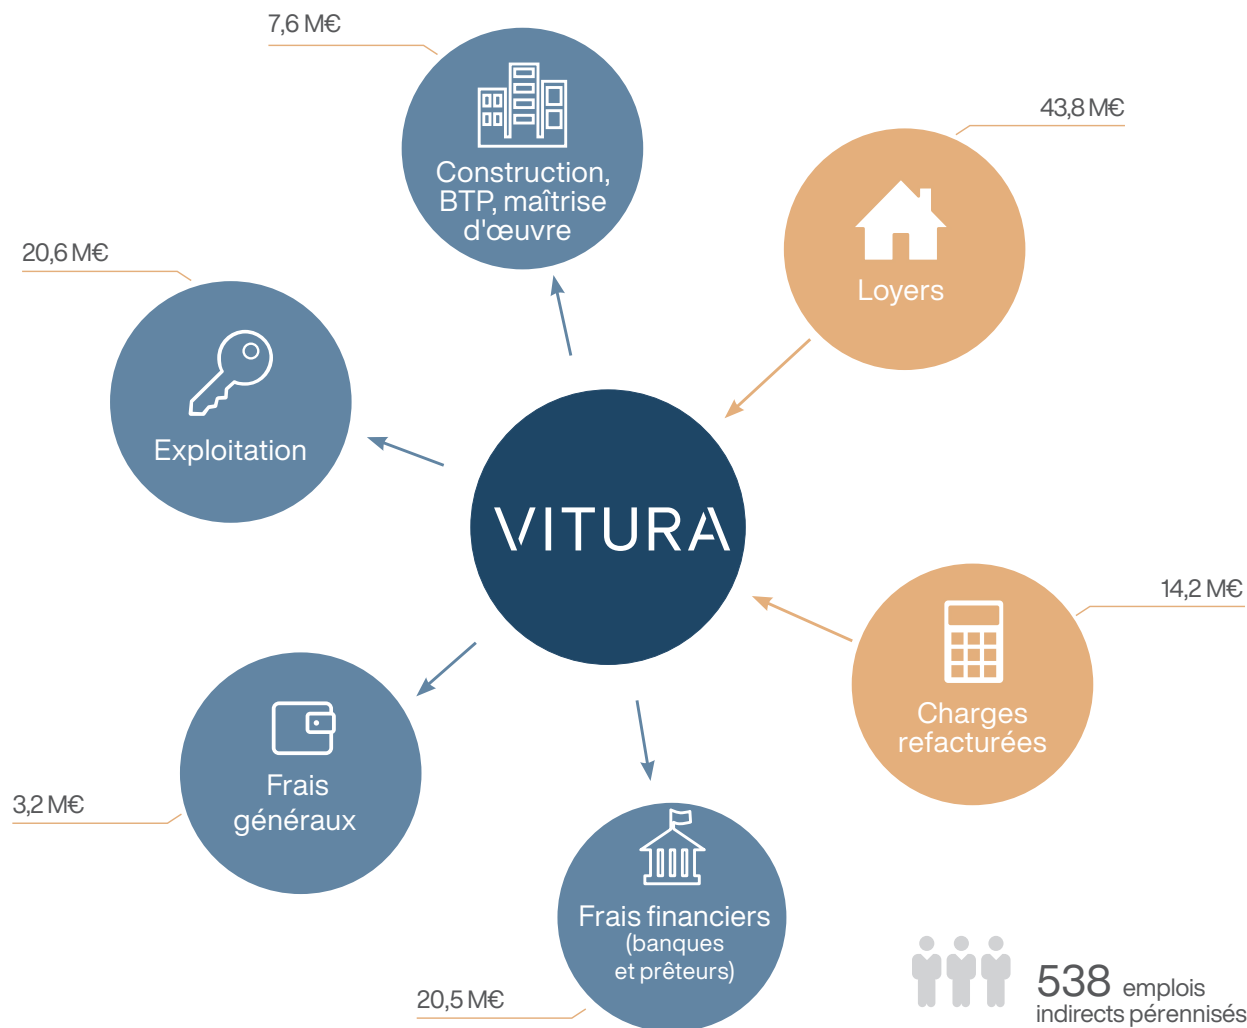 7,6 M€
Construction,
BTP, maîtrise
d'œuvre
43,8 M€
Loyers
20,6 M€
Exploitation
VITURA
14,2 M€
Charges
refacturées
Frais
généraux
3,2 M€
Frais financiers
(banques
et prêteurs)
20,5 M€
538 emplois
indirects pérennisés